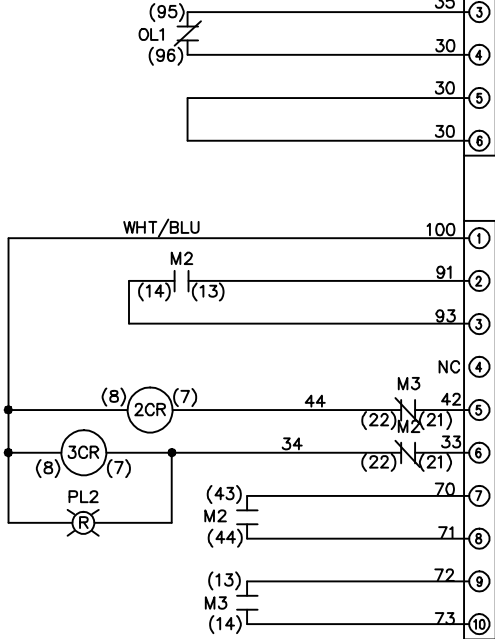 (95) 35 3
OL1
(96) 30 4
30 5
30 6
WHT/BLU 100 1
M2
(14) (13) 91 2
93 3
NC 4
M3
(8) 2CR (7) 44 (22) (21) 42 5
M2
(8) 3CR (7) 34 (22) (21) 33 6
PL2
R
(43) 70 7
M2
(44) 71 8
(13) 72 9
M3
(14) 73 10